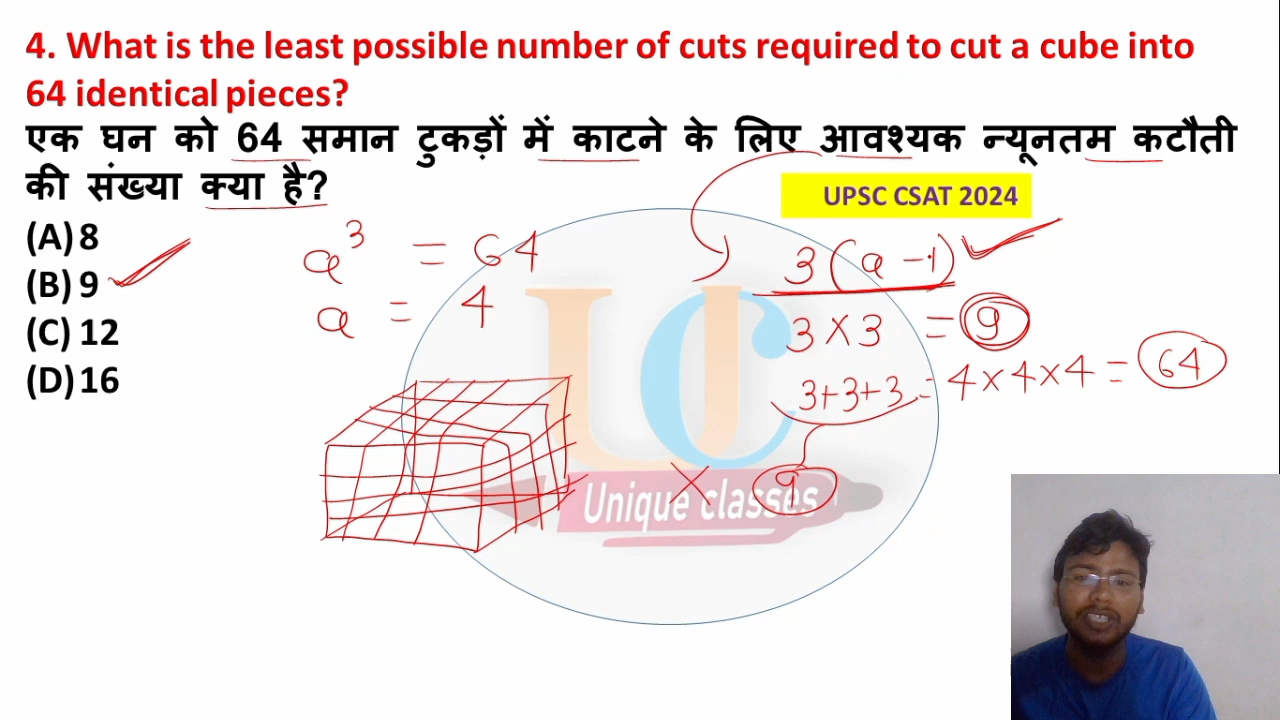 4. What is the least possible number of cuts required to cut a cube into
64 identical pieces?
एक घन को 64 समान टुकड़ों में काटने के लिए आवश्यक न्यूनतम कटौती
की संख्या क्या है?
UPSC CSAT 2024
(A) 8
(B) 9
(C) 12
(D) 16
a³ = 64
a = 4
3(a-1)
3×3 = 9
3+3+3 = 4×4×4 = 64
9
UC
Unique classes